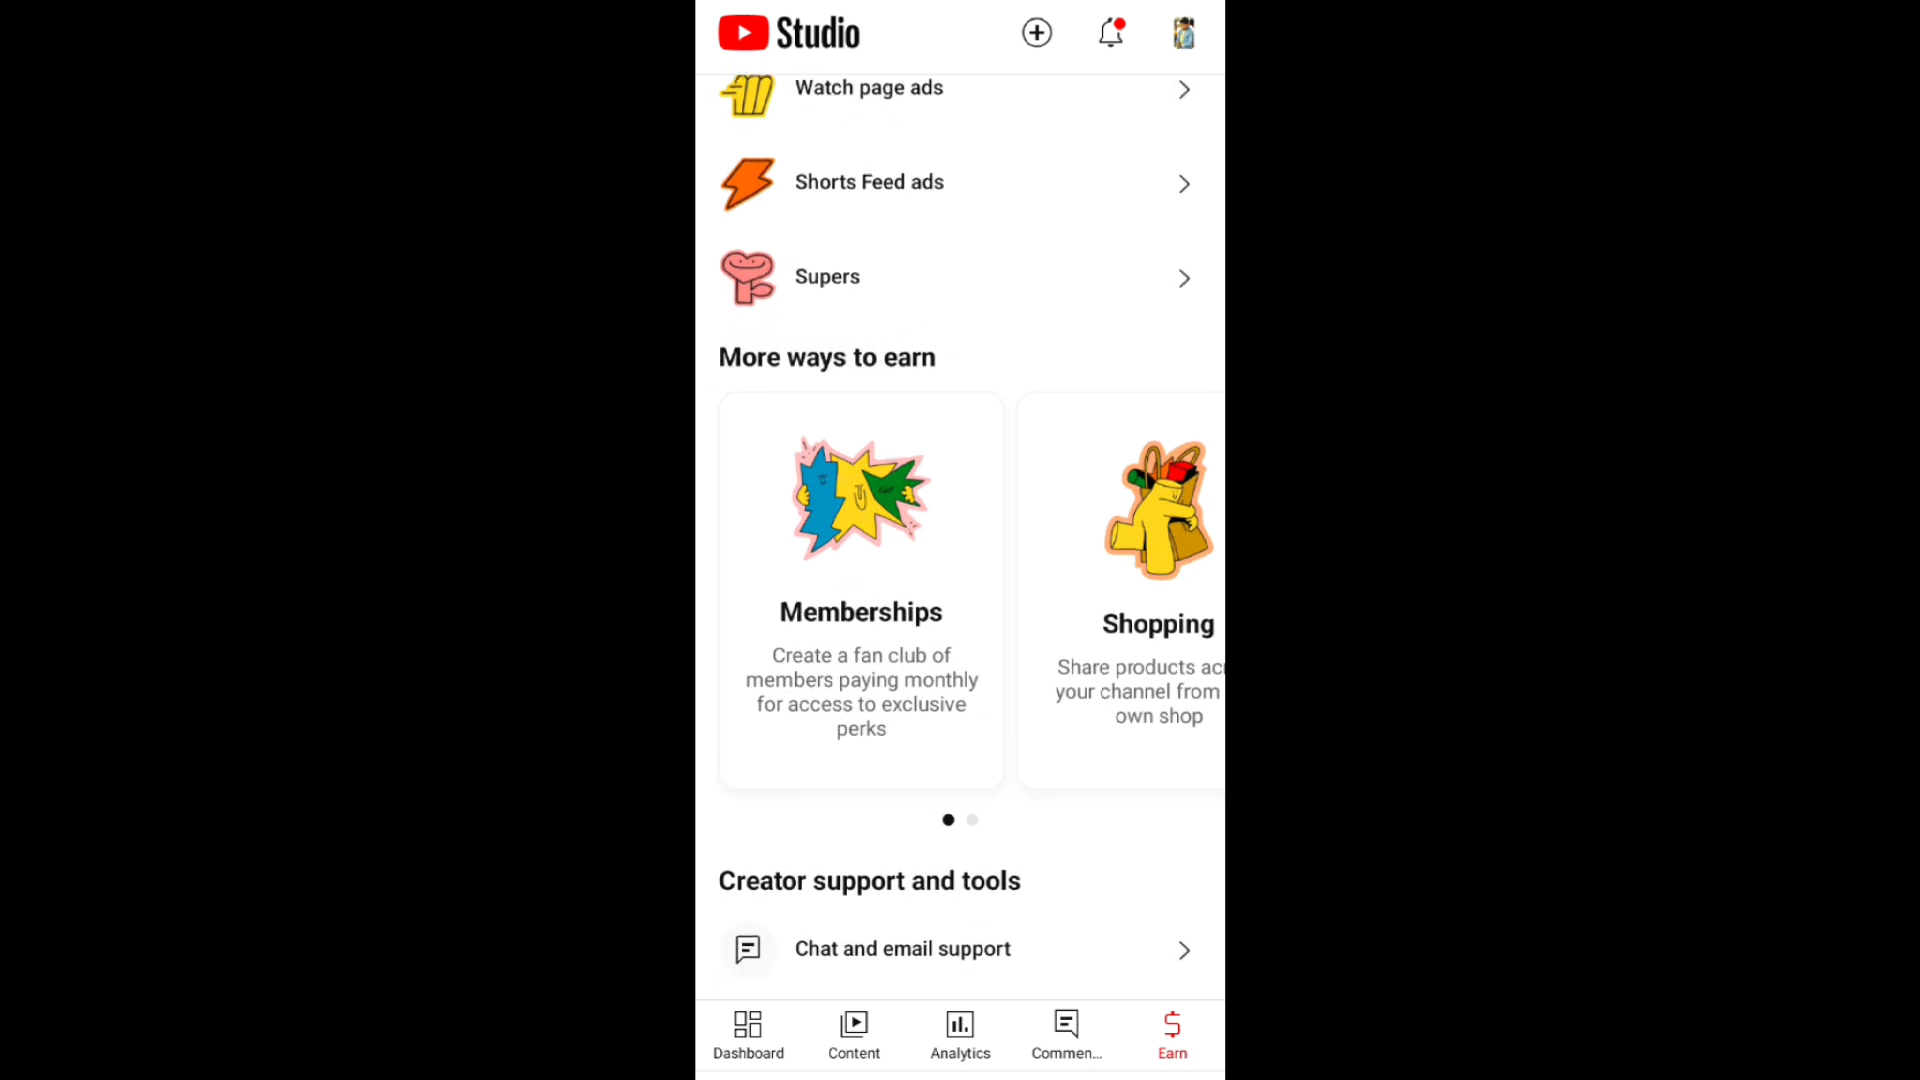 Studio
Watch page ads
Shorts Feed ads
Supers
More ways to earn
Memberships
Create a fan club of
members paying monthly
for access to exclusive
perks
Shopping
Share products
your channel from
own shop
Creator support and tools
Chat and email support
Dashboard
Content
Analytics
Commen...
Earn